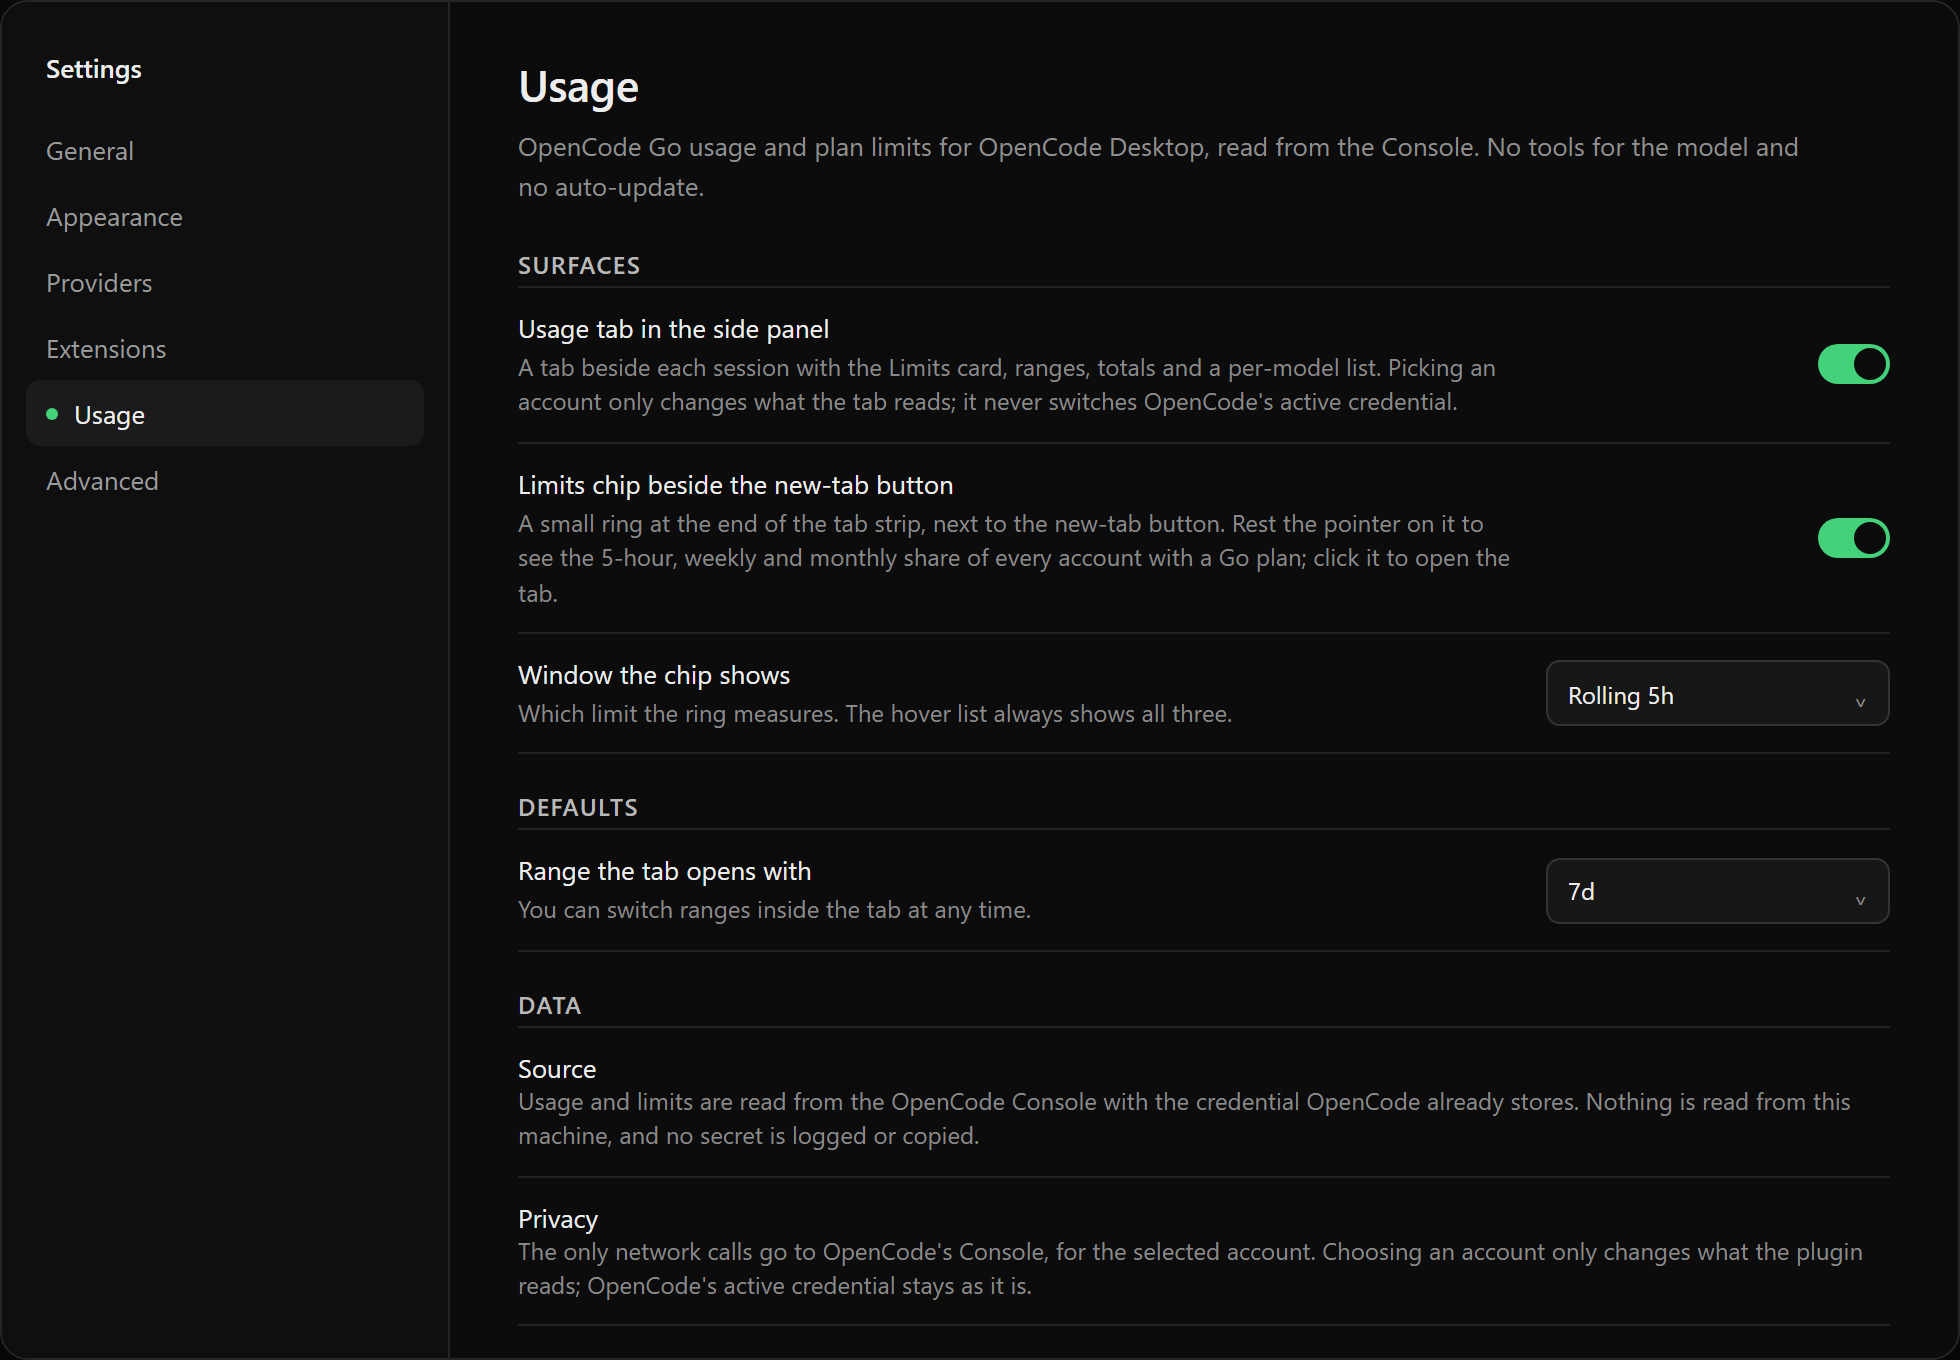 Settings
General
Appearance
Providers
Extensions
Usage
Advanced
Usage
OpenCode Go usage and plan limits for OpenCode Desktop, read from the Console. No tools for the model and
no auto-update.
SURFACES
Usage tab in the side panel
A tab beside each session with the Limits card, ranges, totals and a per-model list. Picking an
account only changes what the tab reads; it never switches OpenCode's active credential.
Limits chip beside the new-tab button
A small ring at the end of the tab strip, next to the new-tab button. Rest the pointer on it to
see the 5-hour, weekly and monthly share of every account with a Go plan; click it to open the
tab.
Window the chip shows
Which limit the ring measures. The hover list always shows all three.
Rolling 5h
DEFAULTS
Range the tab opens with
You can switch ranges inside the tab at any time.
7d
DATA
Source
Usage and limits are read from the OpenCode Console with the credential OpenCode already stores. Nothing is read from this
machine, and no secret is logged or copied.
Privacy
The only network calls go to OpenCode's Console, for the selected account. Choosing an account only changes what the plugin
reads; OpenCode's active credential stays as it is.